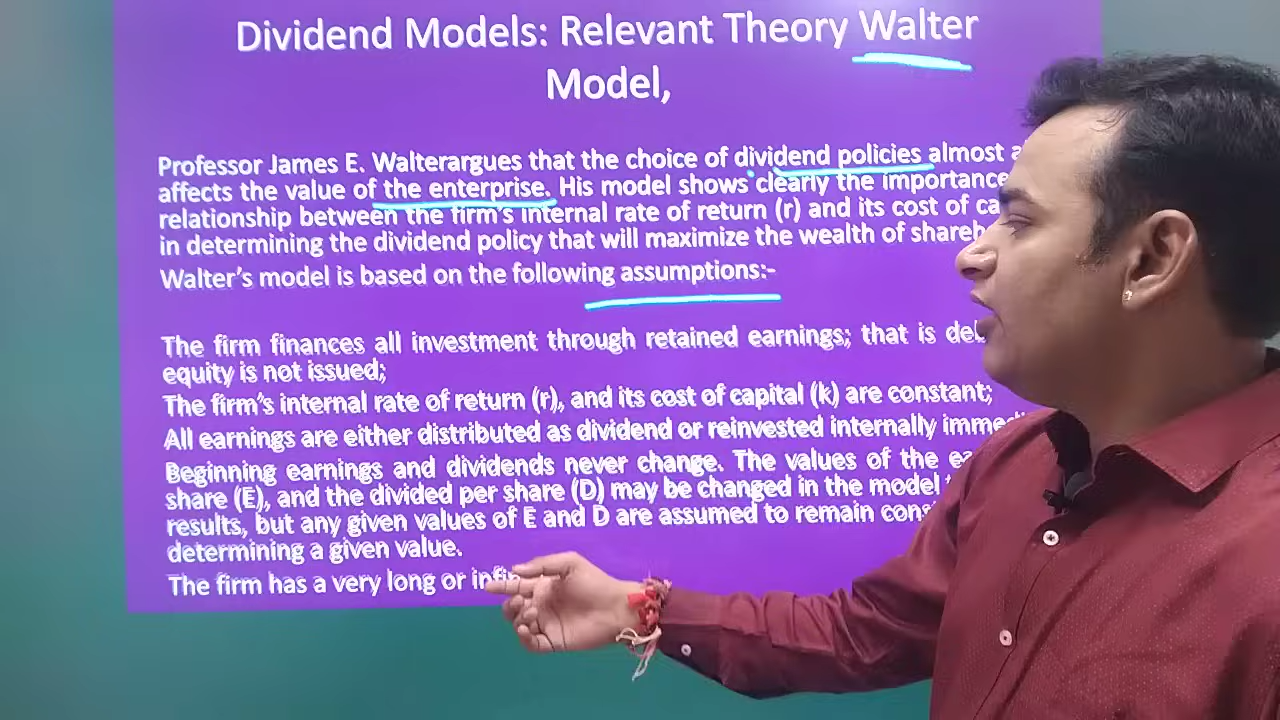 Dividend Models: Relevant Theory Walter
Model,
Professor James E. Walterargues that the choice of dividend policies almost
affects the value of the enterprise. His model shows clearly the importance
relationship between the firm's internal rate of return (r) and its cost of
in determining the dividend policy that will maximize the wealth of
Walter's model is based on the following assumptions:-
The firm finances all investment through retained earnings; that is
equity is not issued;
The firm's internal rate of return (r), and its cost of capital (k) are constant;
All earnings are either distributed as dividend or reinvested internally
Beginning earnings and dividends never change. The values of the
share (E), and the divided per share (D) may be changed in the model
results, but any given values of E and D are assumed to remain
determining a given value.
The firm has a very long or